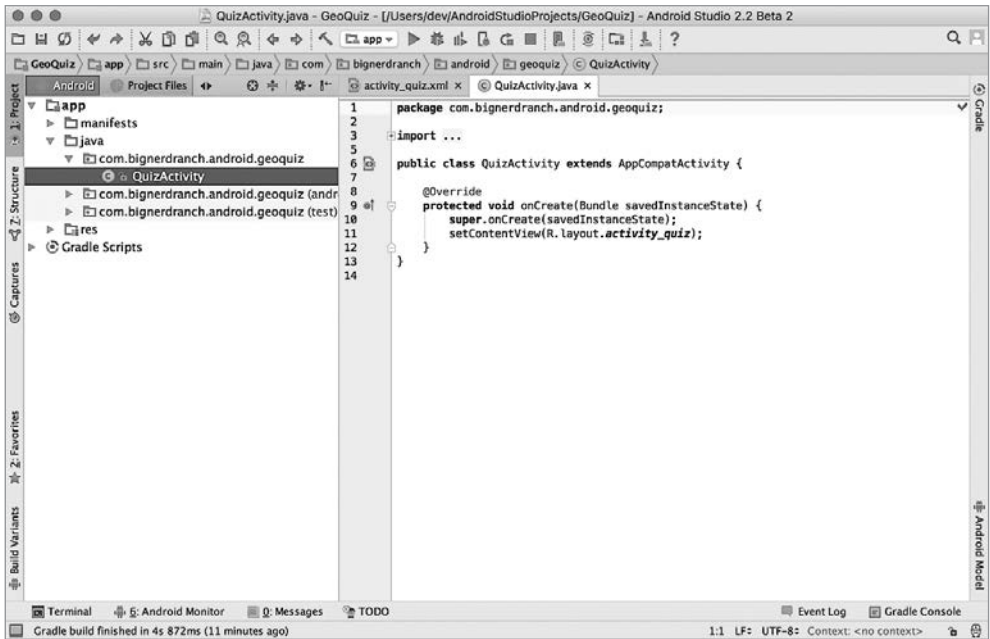 QuizActivity.java - GeoQuiz - [/Users/dev/AndroidStudioProjects/GeoQuiz] - Android Studio 2.2 Beta 2
app
GeoQuiz app src main java com bignerdranch android geoquiz QuizActivity
Android Project Files
activity_quiz.xml QuizActivity.java
1: Project
Z: Structure
Captures
2: Favorites
Build Variants
app
manifests
java
com.bignerdranch.android.geoquiz
QuizActivity
com.bignerdranch.android.geoquiz (andr
com.bignerdranch.android.geoquiz (test)
res
Gradle Scripts
1 package com.bignerdranch.android.geoquiz;
2
3 import ...
5
6 public class QuizActivity extends AppCompatActivity {
7
8 @Override
9 protected void onCreate(Bundle savedInstanceState) {
10 super.onCreate(savedInstanceState);
11 setContentView(R.layout.activity_quiz);
12 }
13 }
14
Gradle
Android Model
Terminal 6: Android Monitor 0: Messages TODO Event Log Gradle Console
Gradle build finished in 4s 872ms (11 minutes ago) 1:1 LF: UTF-8: Context: <no context>